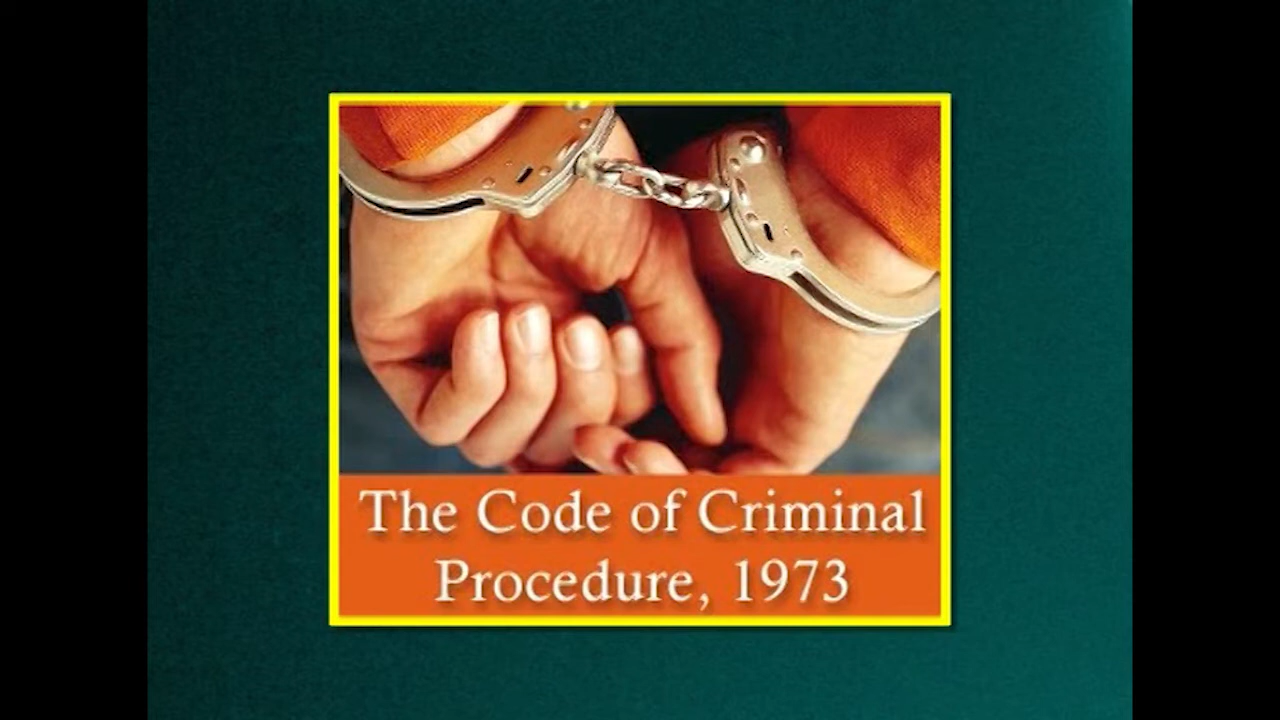 The Code of Criminal
Procedure, 1973